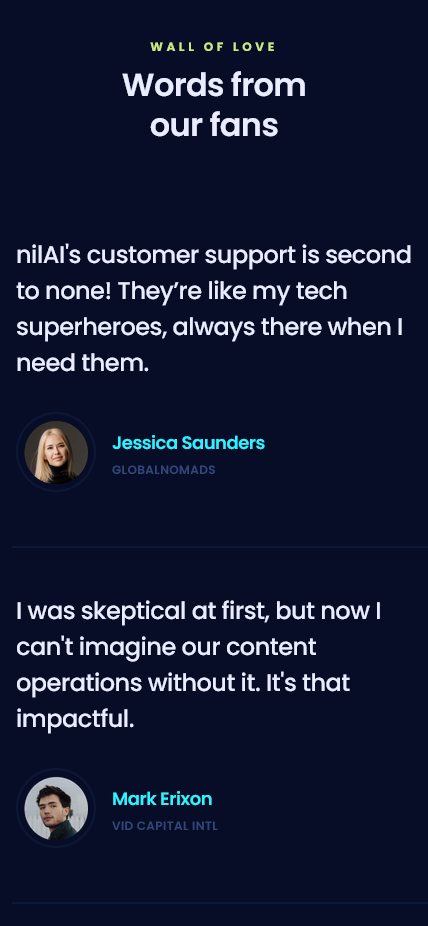 WALL OF LOVE
Words from
our fans
nilAI's customer support is second
to none! They’re like my tech
superheroes, always there when I
need them.
Jessica Saunders
GLOBALNOMADS
I was skeptical at first, but now I
can't imagine our content
operations without it. It's that
impactful.
Mark Erixon
VID CAPITAL INTL